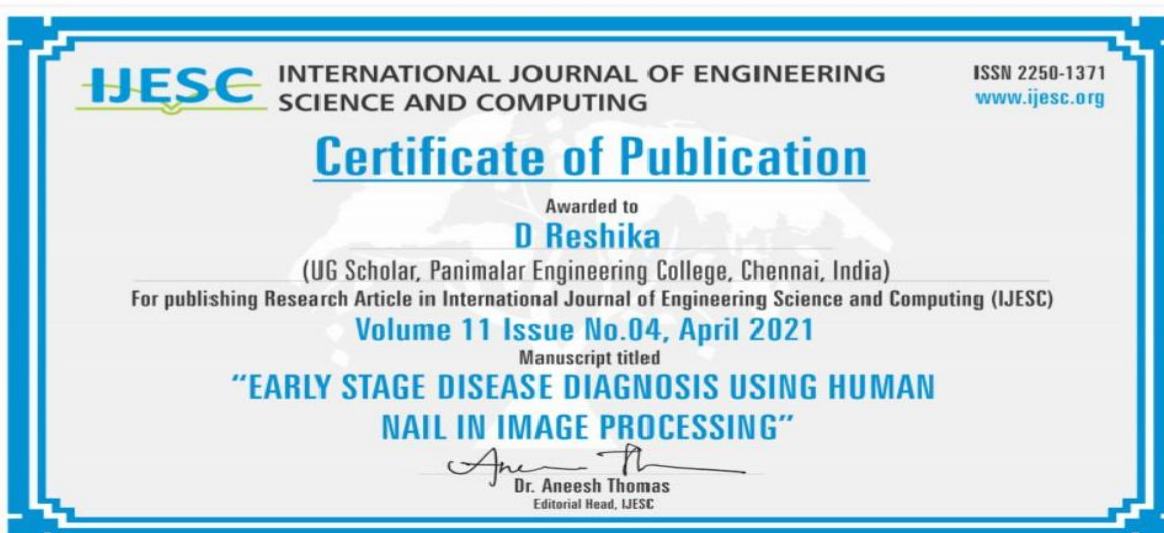 IJESC INTERNATIONAL JOURNAL OF ENGINEERING
SCIENCE AND COMPUTING
ISSN 2250-1371
www.ijesc.org
Certificate of Publication
Awarded to
D Reshika
(UG Scholar, Panimalar Engineering College, Chennai, India)
For publishing Research Article in International Journal of Engineering Science and Computing (IJESC)
Volume 11 Issue No.04, April 2021
Manuscript titled
“EARLY STAGE DISEASE DIAGNOSIS USING HUMAN
NAIL IN IMAGE PROCESSING”
Dr. Aneesh Thomas
Editorial Head, IJESC